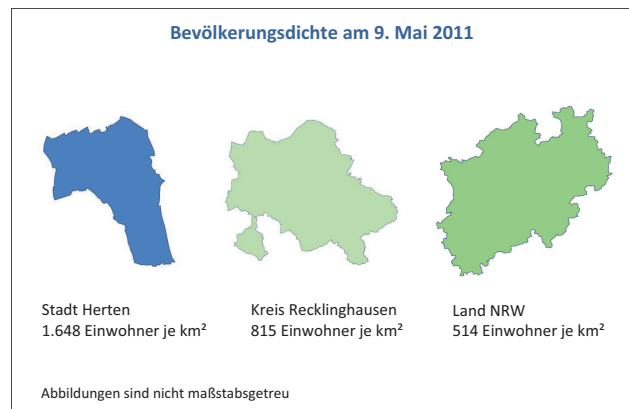 Bevölkerungsdichte am 9. Mai 2011
Stadt Herten
1.648 Einwohner je km²
Kreis Recklinghausen
815 Einwohner je km²
Land NRW
514 Einwohner je km²
Abbildungen sind nicht maßstabsgetreu